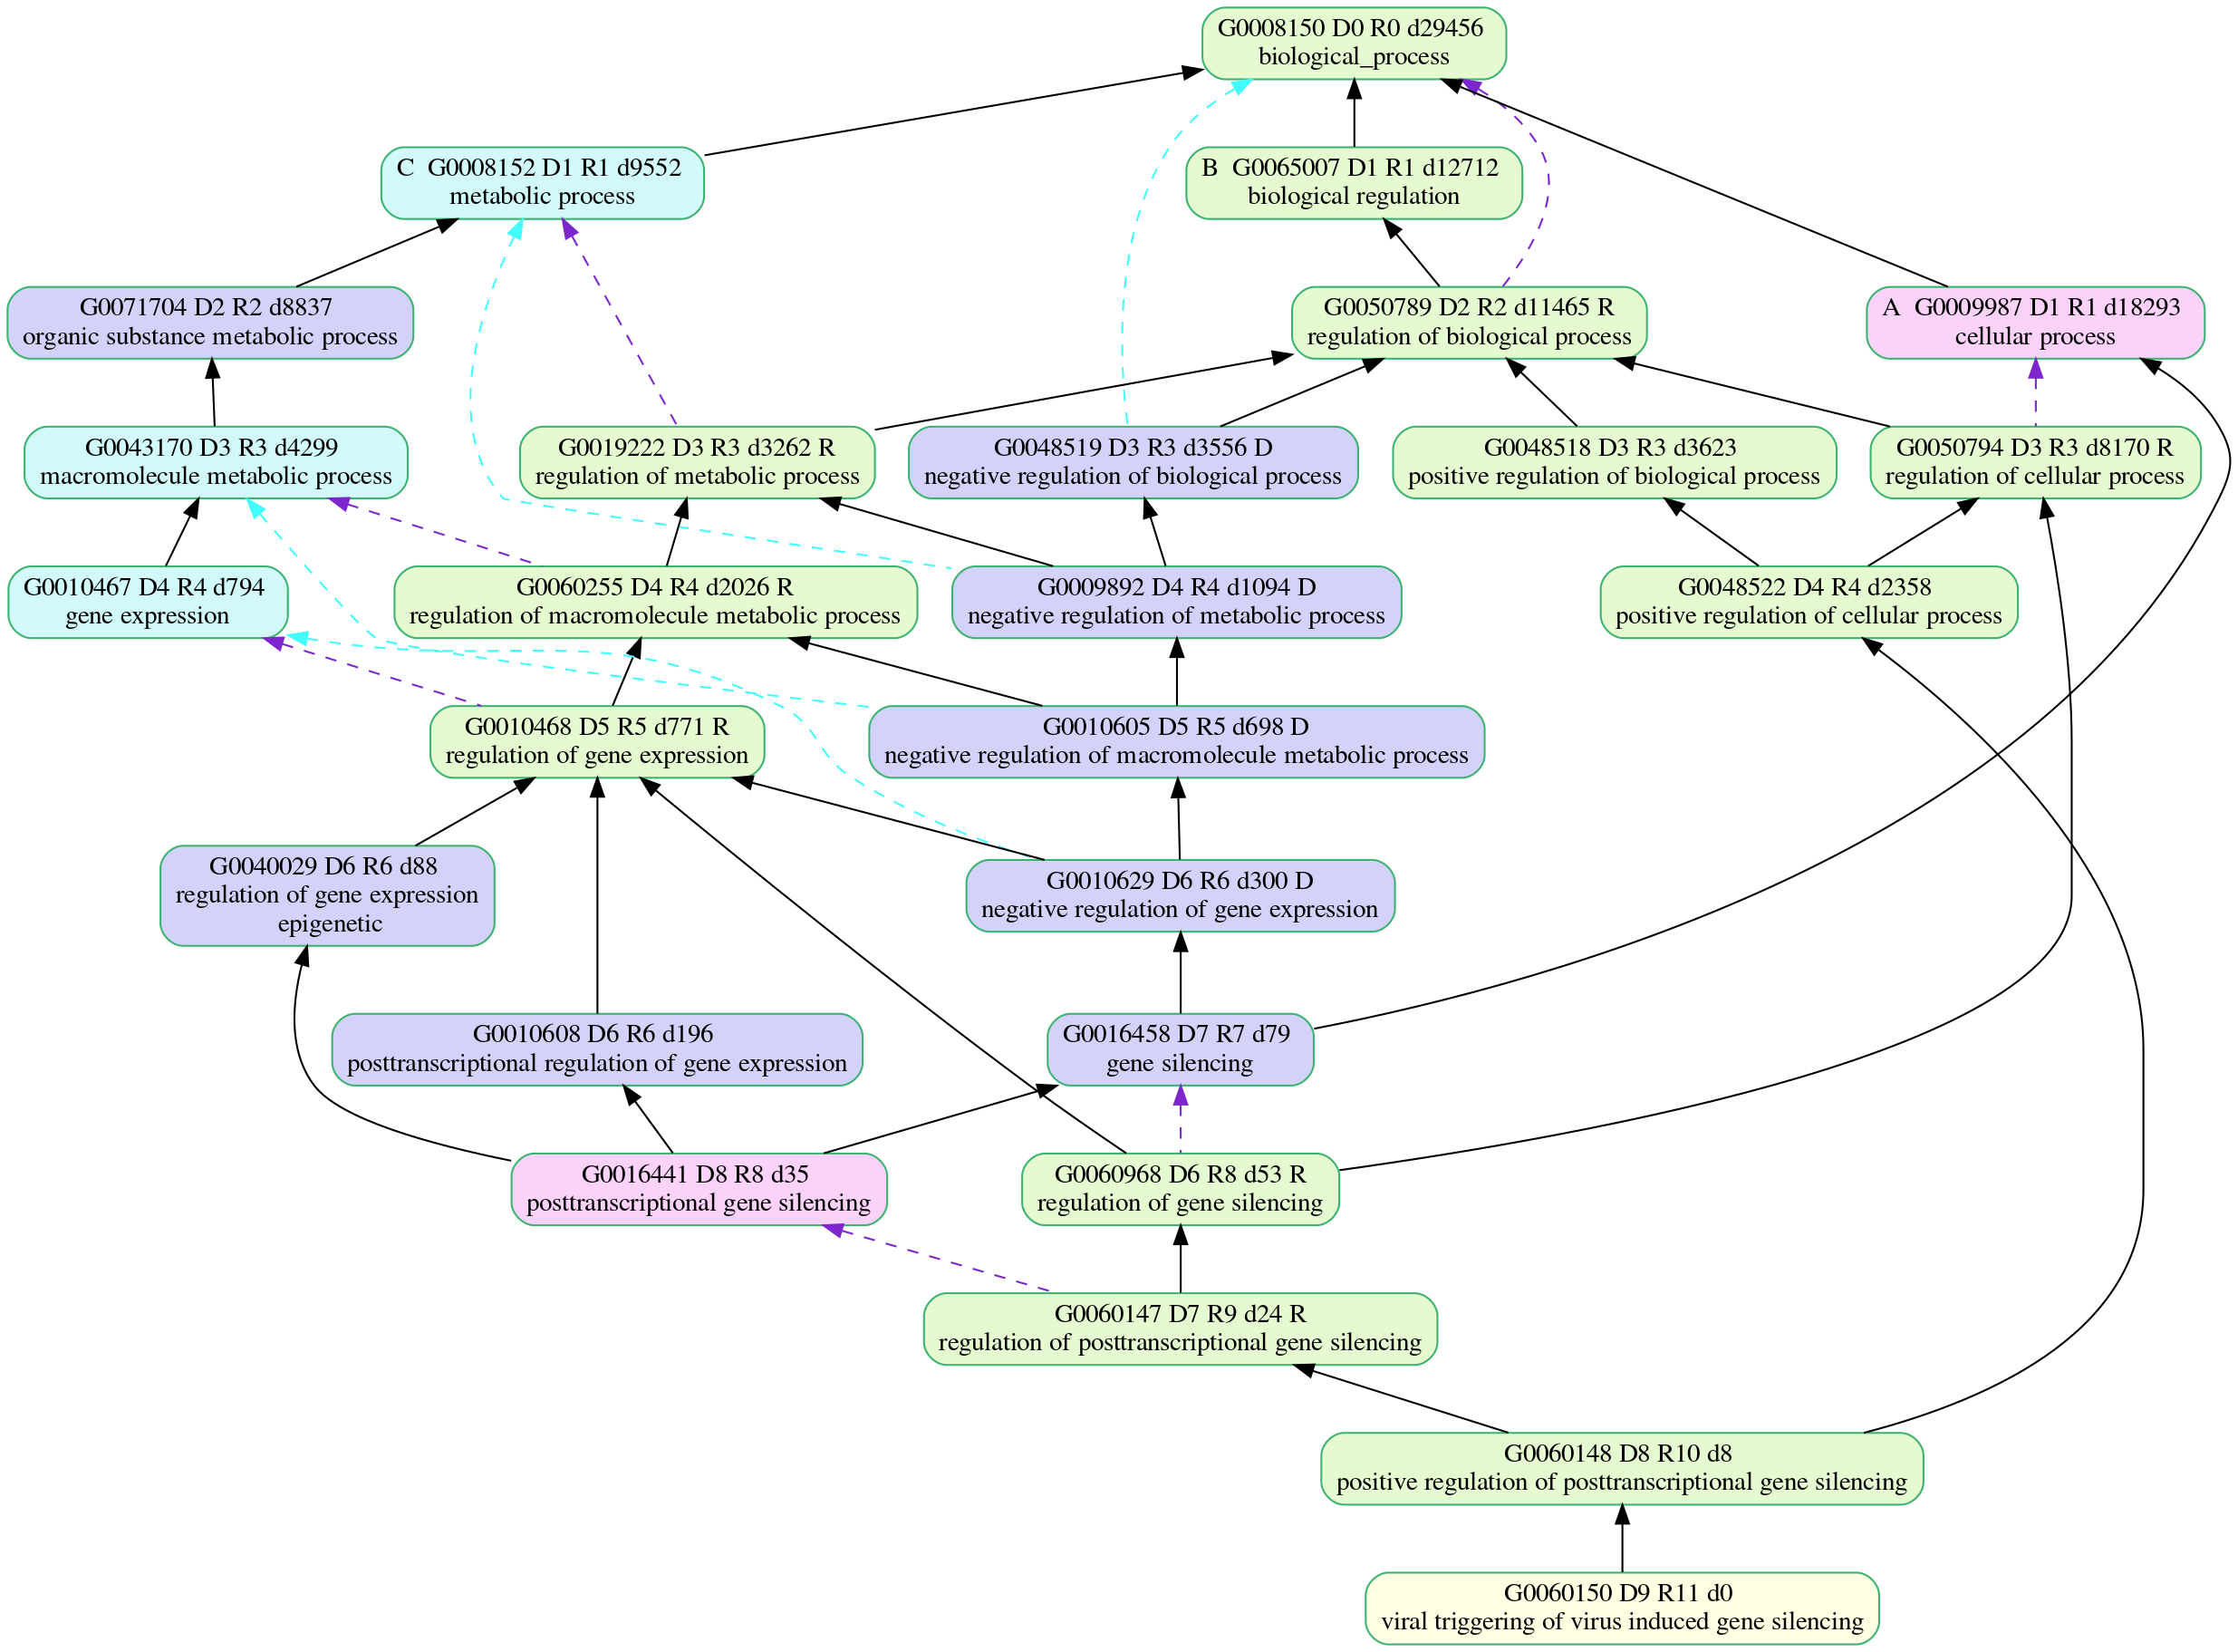 G0008150 D0 R0 d29456
biological_process
C  G0008152 D1 R1 d9552
metabolic process
B  G0065007 D1 R1 d12712
biological regulation
G0071704 D2 R2 d8837
organic substance metabolic process
G0050789 D2 R2 d11465 R
regulation of biological process
A  G0009987 D1 R1 d18293
cellular process
G0043170 D3 R3 d4299
macromolecule metabolic process
G0019222 D3 R3 d3262 R
regulation of metabolic process
G0048519 D3 R3 d3556 D
negative regulation of biological process
G0048518 D3 R3 d3623
positive regulation of biological process
G0050794 D3 R3 d8170 R
regulation of cellular process
G0010467 D4 R4 d794
gene expression
G0060255 D4 R4 d2026 R
regulation of macromolecule metabolic process
G0009892 D4 R4 d1094 D
negative regulation of metabolic process
G0048522 D4 R4 d2358
positive regulation of cellular process
G0010468 D5 R5 d771 R
regulation of gene expression
G0010605 D5 R5 d698 D
negative regulation of macromolecule metabolic process
G0040029 D6 R6 d88
regulation of gene expression
epigenetic
G0010629 D6 R6 d300 D
negative regulation of gene expression
G0010608 D6 R6 d196
posttranscriptional regulation of gene expression
G0016458 D7 R7 d79
gene silencing
G0016441 D8 R8 d35
posttranscriptional gene silencing
G0060968 D6 R8 d53 R
regulation of gene silencing
G0060147 D7 R9 d24 R
regulation of posttranscriptional gene silencing
G0060148 D8 R10 d8
positive regulation of posttranscriptional gene silencing
G0060150 D9 R11 d0
viral triggering of virus induced gene silencing